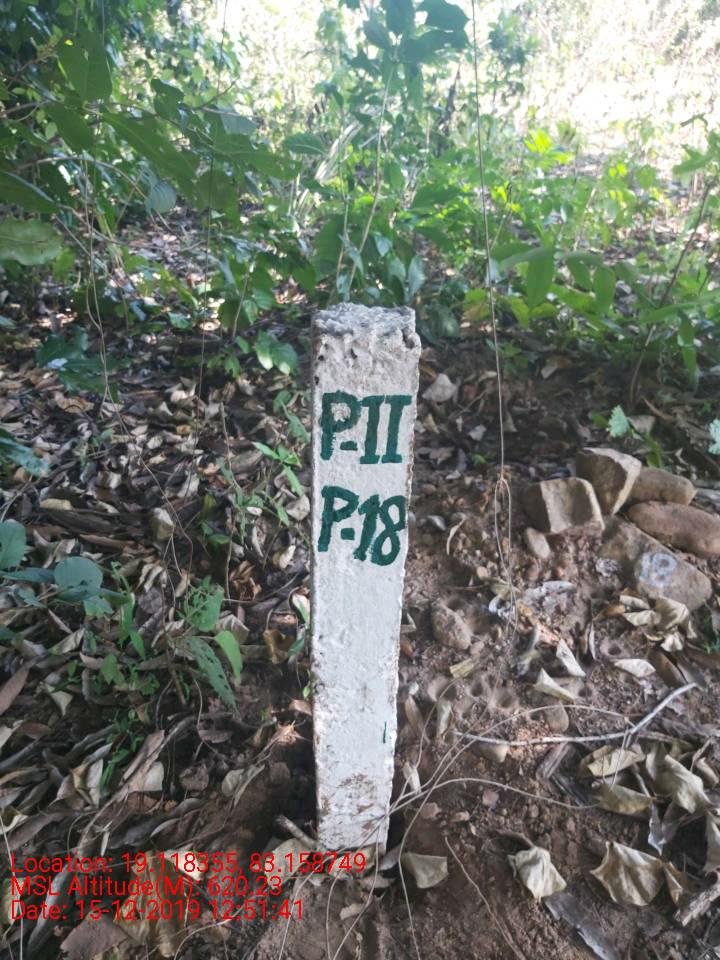 P-II
P-18
Location: 19.118355, 83.158749
MSL Altitude(M): 620.23
Date: 15-12-2019 12:51:41